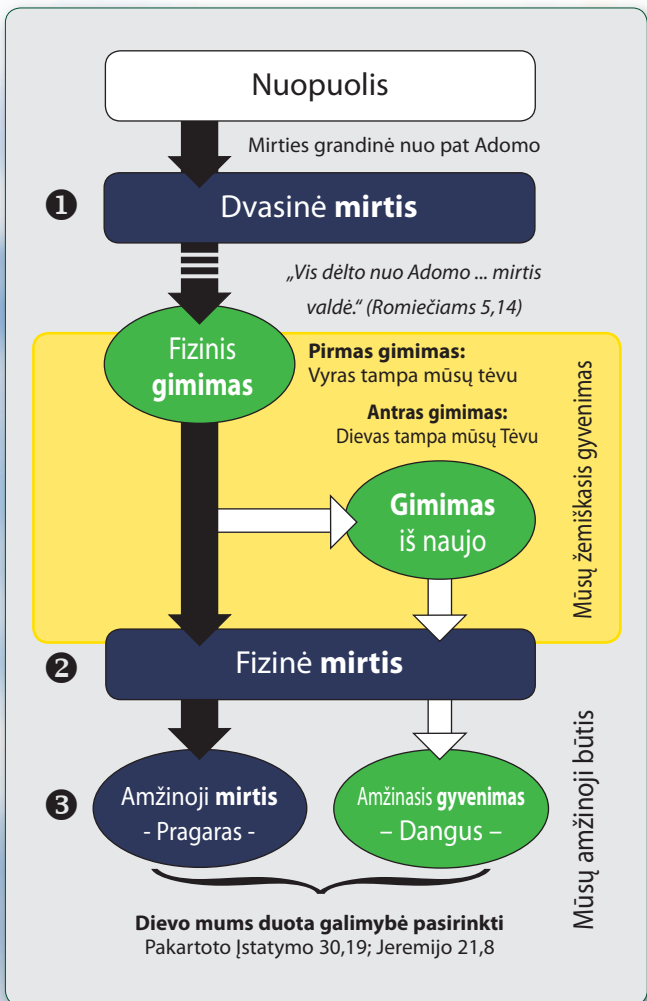 Nuopuolis
Mirties grandinė nuo pat Adomo
❶
Dvasinė mirtis
„Vis dėlto nuo Adomo ... mirtis
valdė.“ (Romiečiams 5,14)
Fizinis
gimimas
Pirmas gimimas:
Vyras tampa mūsų tėvu
Antras gimimas:
Dievas tampa mūsų Tėvu
Gimimas
iš naujo
Mūsų žemiškasis gyvenimas
❷
Fizinė mirtis
❸
Amžinoji mirtis
- Pragaras -
Amžinasis gyvenimas
– Dangus –
Mūsų amžinoji būtis
Dievo mums duota galimybė pasirinkti
Pakartoto Įstatymo 30,19; Jeremijo 21,8